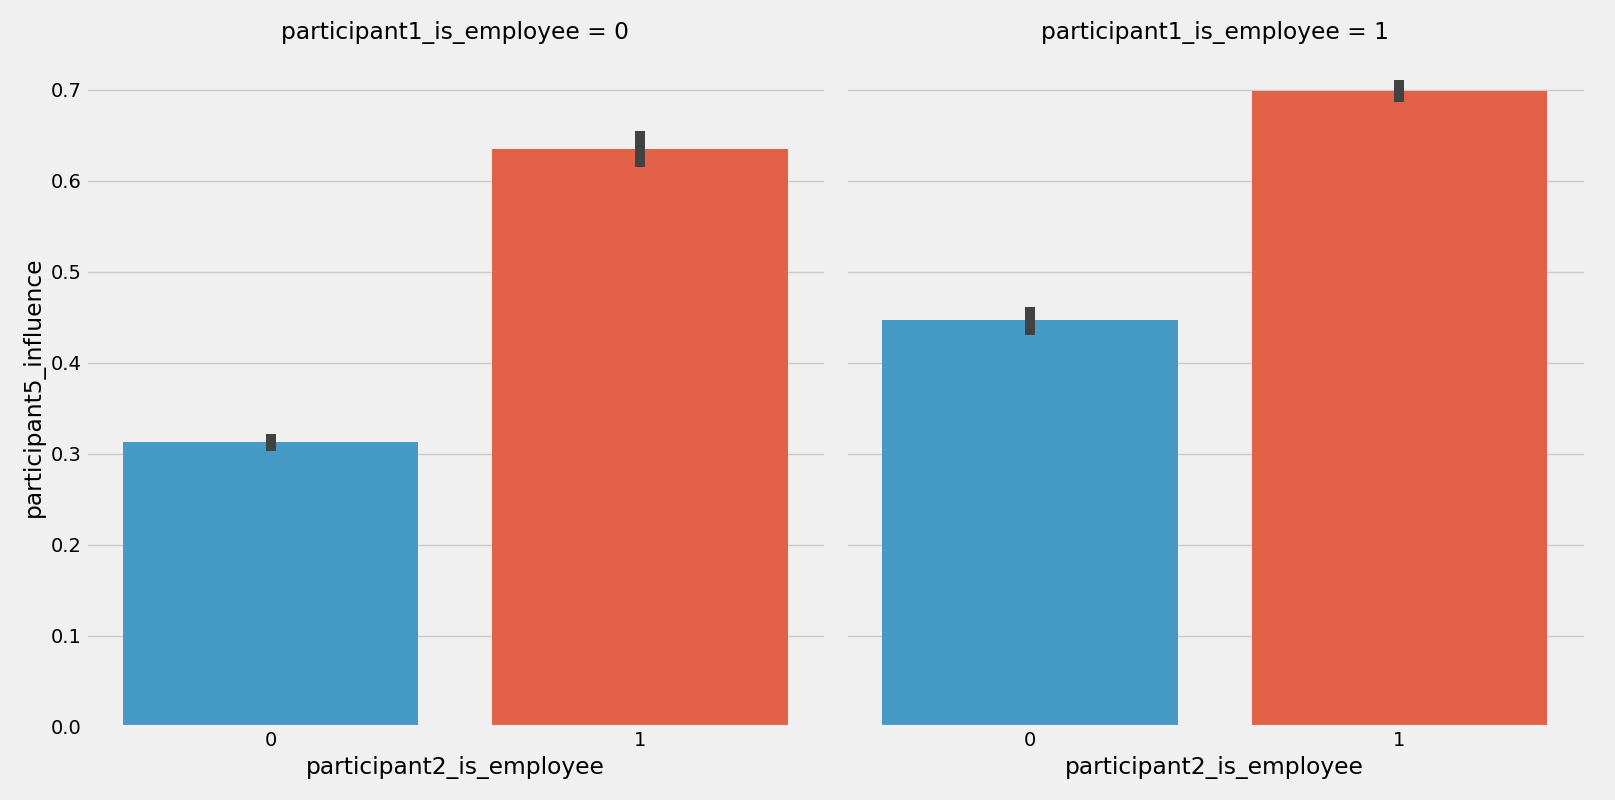 participant1_is_employee = 0
participant1_is_employee = 1
participant5_influence
0.7
0.6
0.5
0.4
0.3
0.2
0.1
0.0
0 1
0 1
participant2_is_employee
participant2_is_employee